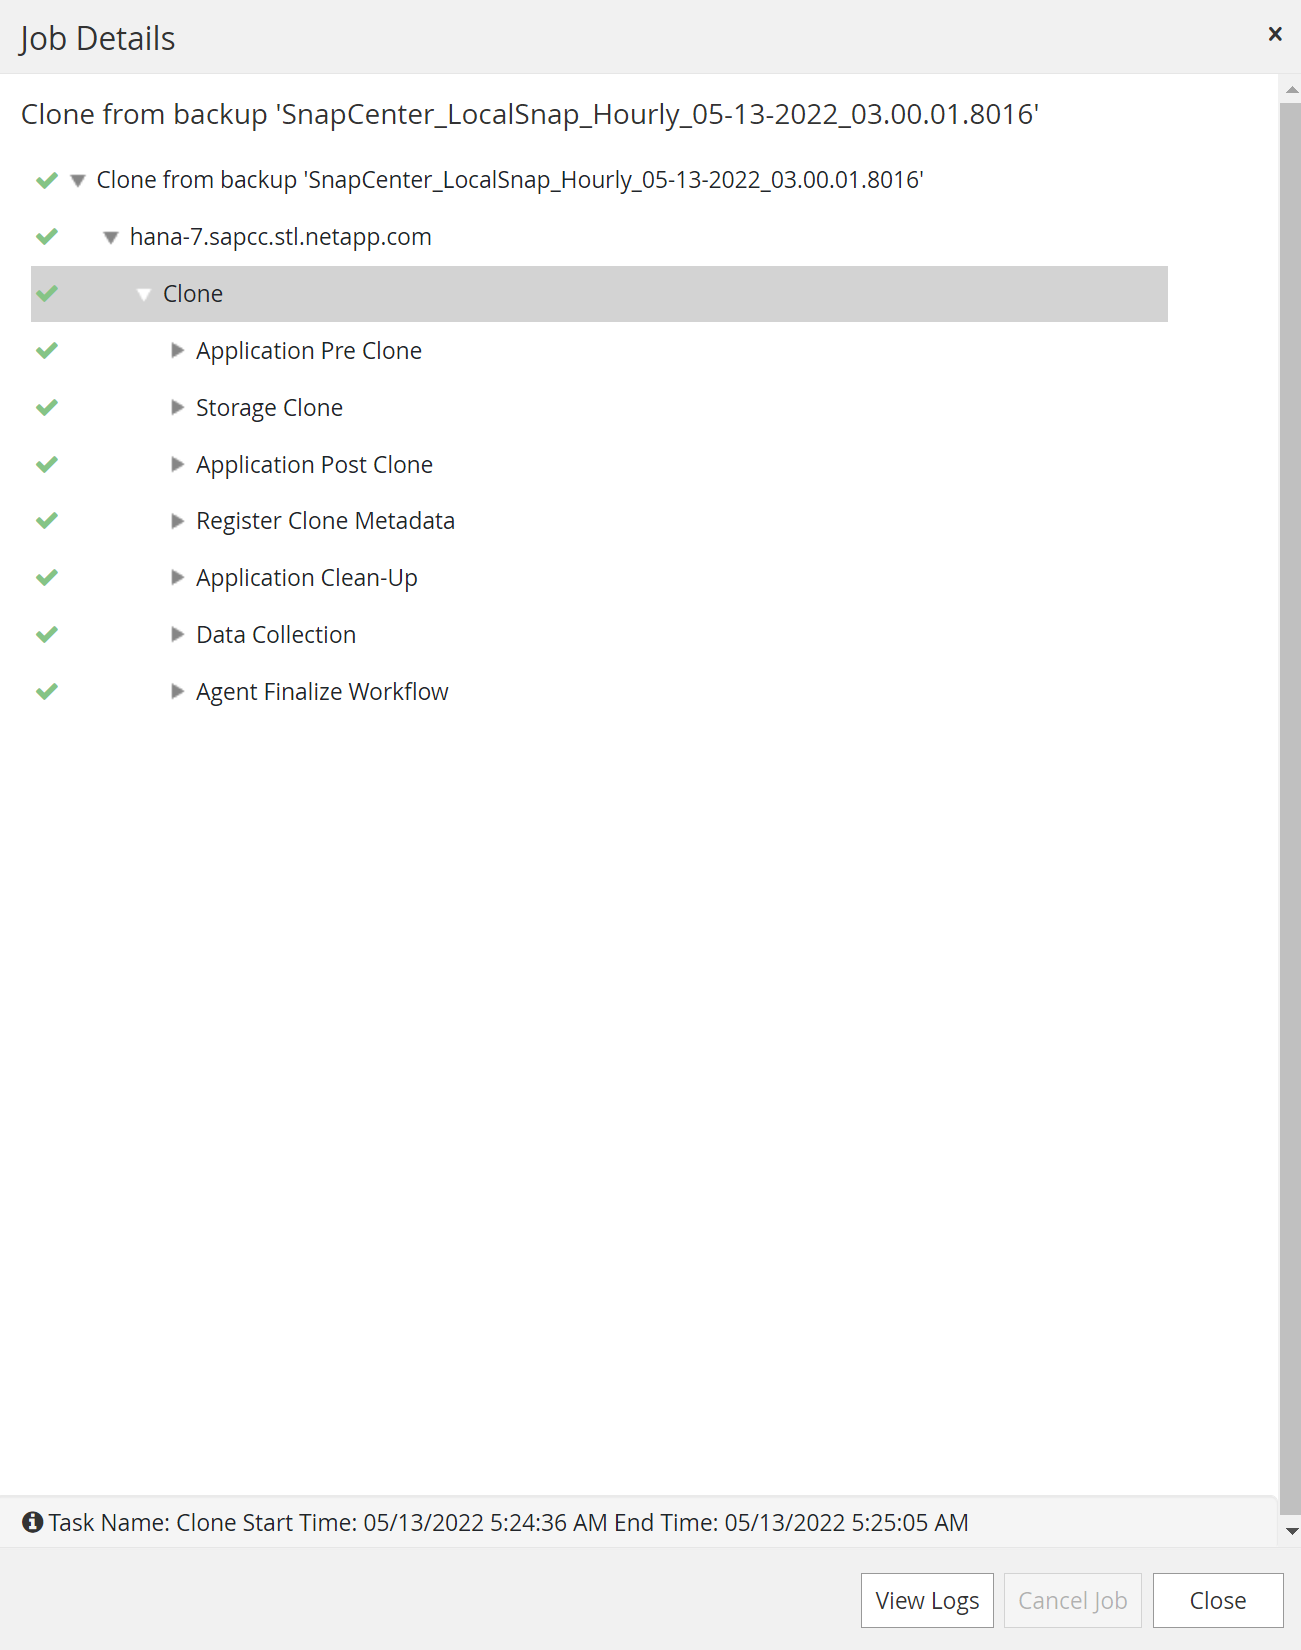 Job Details
Clone from backup 'SnapCenter_LocalSnap_Hourly_05-13-2022_03.00.01.8016'
Clone from backup 'SnapCenter_LocalSnap_Hourly_05-13-2022_03.00.01.8016'
hana-7.sapcc.stl.netapp.com
Clone
Application Pre Clone
Storage Clone
Application Post Clone
Register Clone Metadata
Application Clean-Up
Data Collection
Agent Finalize Workflow
Task Name: Clone Start Time: 05/13/2022 5:24:36 AM End Time: 05/13/2022 5:25:05 AM
View Logs Cancel Job Close